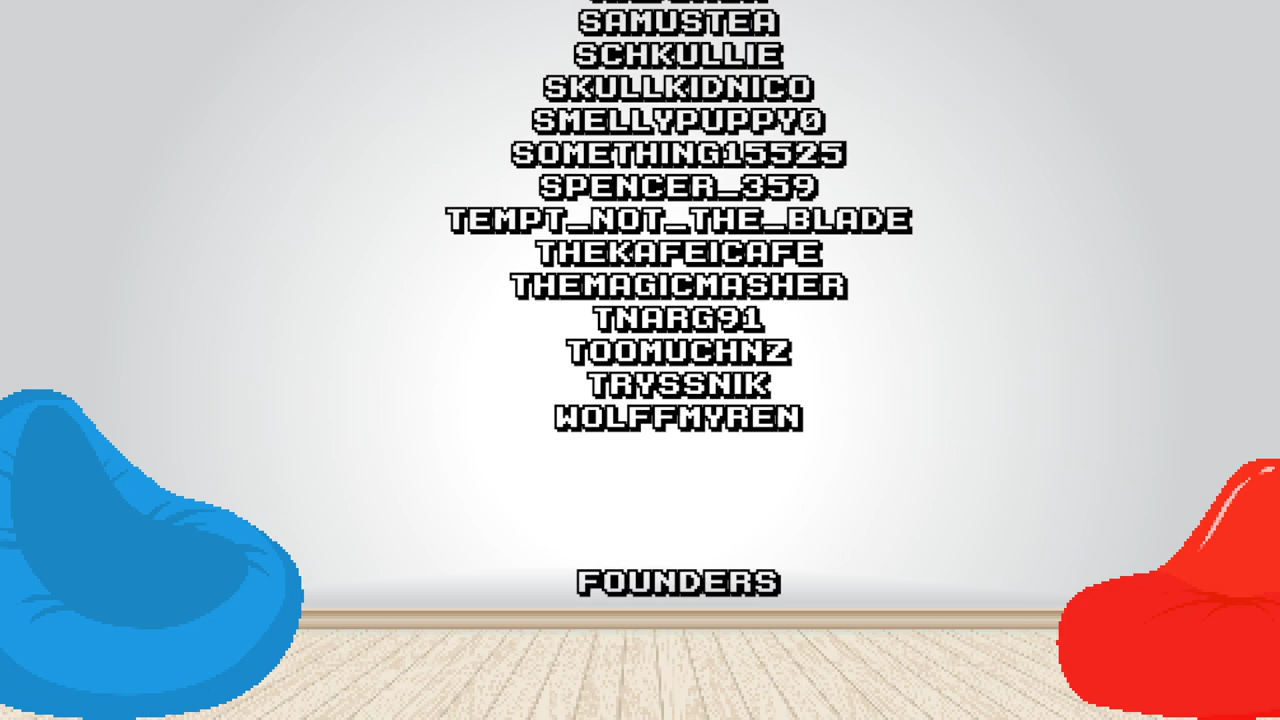 SAMUSTEA
SCHKULLIE
SKULLKIDNICO
SMELLYPUPPY0
SOMETHING15525
SPENCER_359
TEMPT_NOT_THE_BLADE
THEKAFEICAFE
THEMAGICMASHER
TNARG91
TOOMUCHNZ
TRYSSNIK
WOLFFMYREN
FOUNDERS